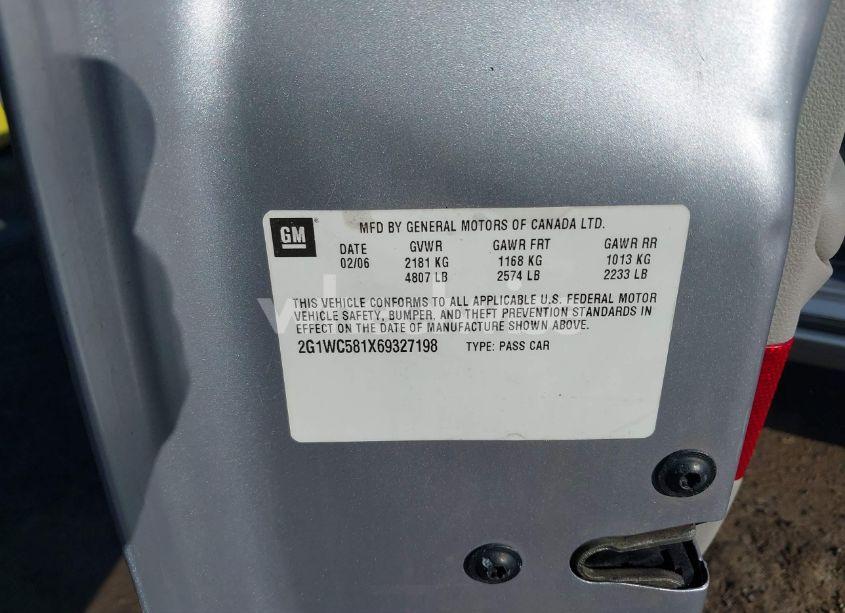 GM
MFD BY GENERAL MOTORS OF CANADA LTD.
DATE GVWR GAWR FRT GAWR RR
02/06 2181 KG 1168 KG 1013 KG
4807 LB 2574 LB 2233 LB
THIS VEHICLE CONFORMS TO ALL APPLICABLE U.S. FEDERAL MOTOR
VEHICLE SAFETY, BUMPER, AND THEFT PREVENTION STANDARDS IN
EFFECT ON THE DATE OF MANUFACTURE SHOWN ABOVE.
2G1WC581X69327198 TYPE: PASS CAR